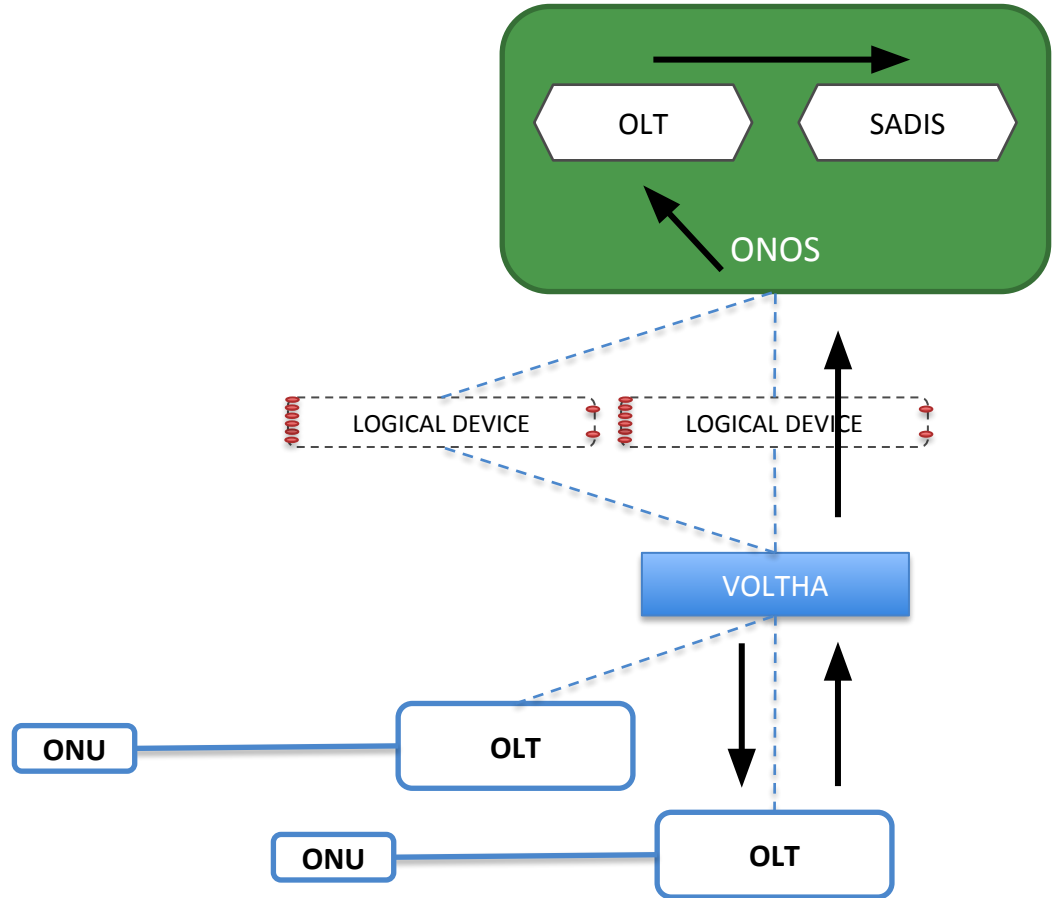 OLT
SADIS
ONOS
LOGICAL DEVICE
LOGICAL DEVICE
VOLTHA
ONU
OLT
ONU
OLT